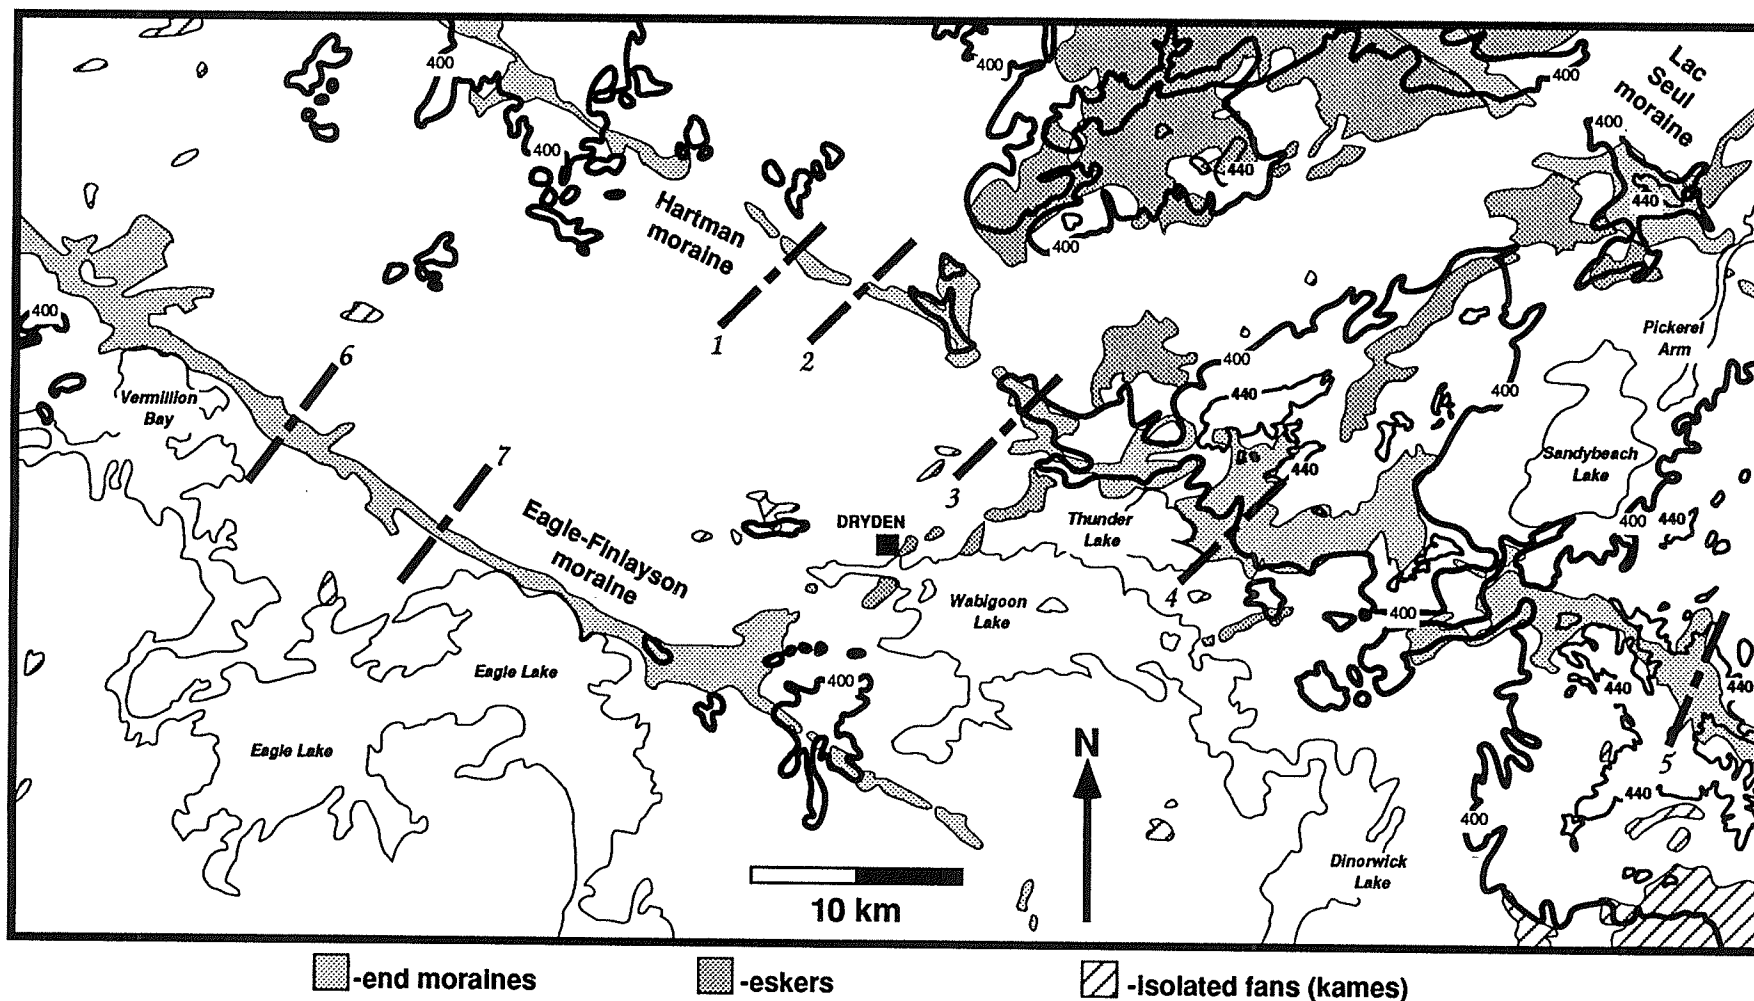 400
400
400
Lac
Seul
moraine
400
400
440
440
400
Hartman
moraine
400
Pickerel
Arm
1
2
6
400
440
400
Vermillion
Bay
7
Sandybeach
Lake
440
3
Eagle-Finlayson
moraine
DRYDEN
Thunder
Lake
400
440
4
Wabigoon
Lake
400
Eagle Lake
400
440
440
Eagle Lake
N
5
440
400
10 km
Dinorwick
Lake
-end moraines
-eskers
-isolated fans (kames)